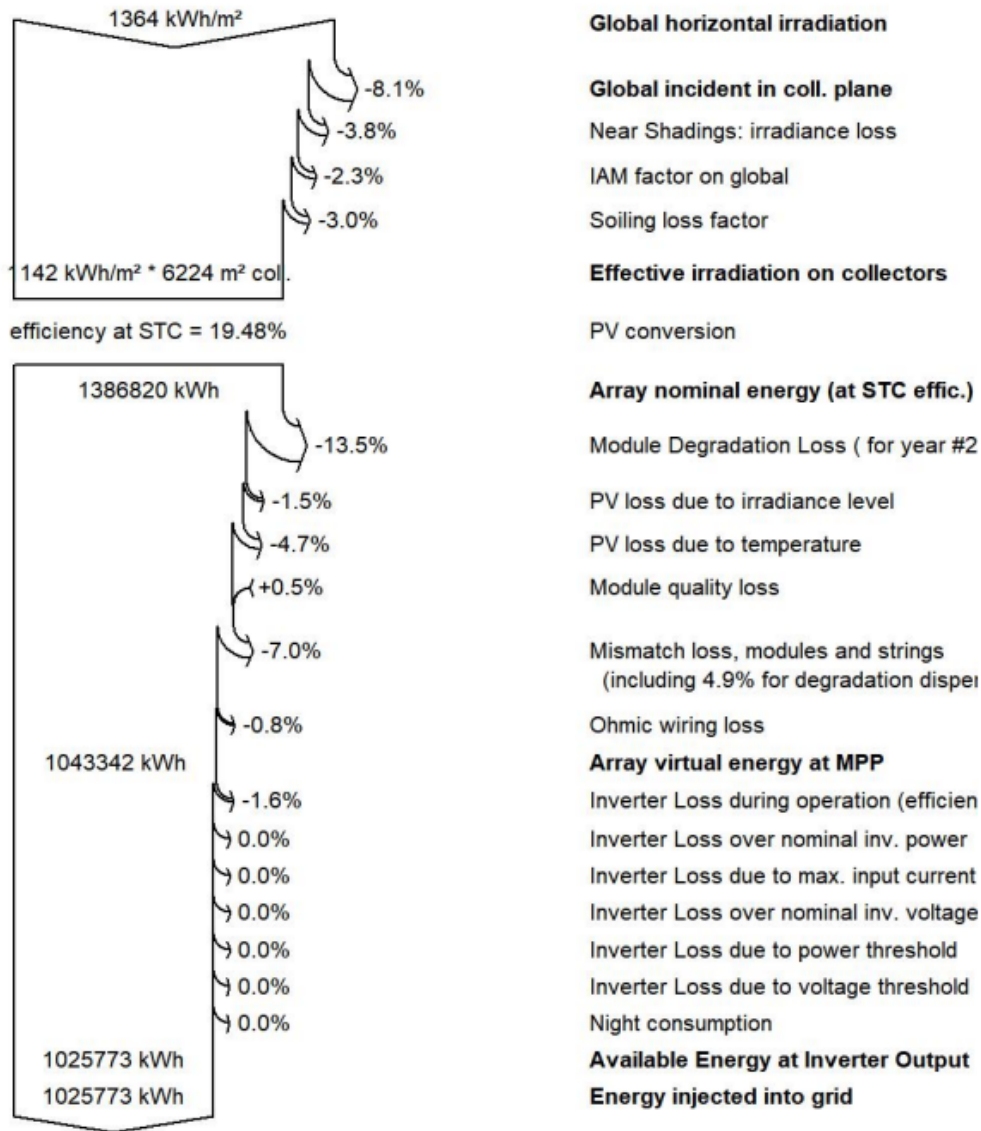 1364 kWh/m² Global horizontal irradiation
-8.1% Global incident in coll. plane
-3.8% Near Shadings: irradiance loss
-2.3% IAM factor on global
-3.0% Soiling loss factor
1142 kWh/m² * 6224 m² coll. Effective irradiation on collectors
efficiency at STC = 19.48% PV conversion
1386820 kWh Array nominal energy (at STC effic.)
-13.5% Module Degradation Loss ( for year #2
-1.5% PV loss due to irradiance level
-4.7% PV loss due to temperature
+0.5% Module quality loss
-7.0% Mismatch loss, modules and strings
(including 4.9% for degradation disper
-0.8% Ohmic wiring loss
1043342 kWh Array virtual energy at MPP
-1.6% Inverter Loss during operation (efficien
0.0% Inverter Loss over nominal inv. power
0.0% Inverter Loss due to max. input current
0.0% Inverter Loss over nominal inv. voltage
0.0% Inverter Loss due to power threshold
0.0% Inverter Loss due to voltage threshold
0.0% Night consumption
1025773 kWh Available Energy at Inverter Output
1025773 kWh Energy injected into grid